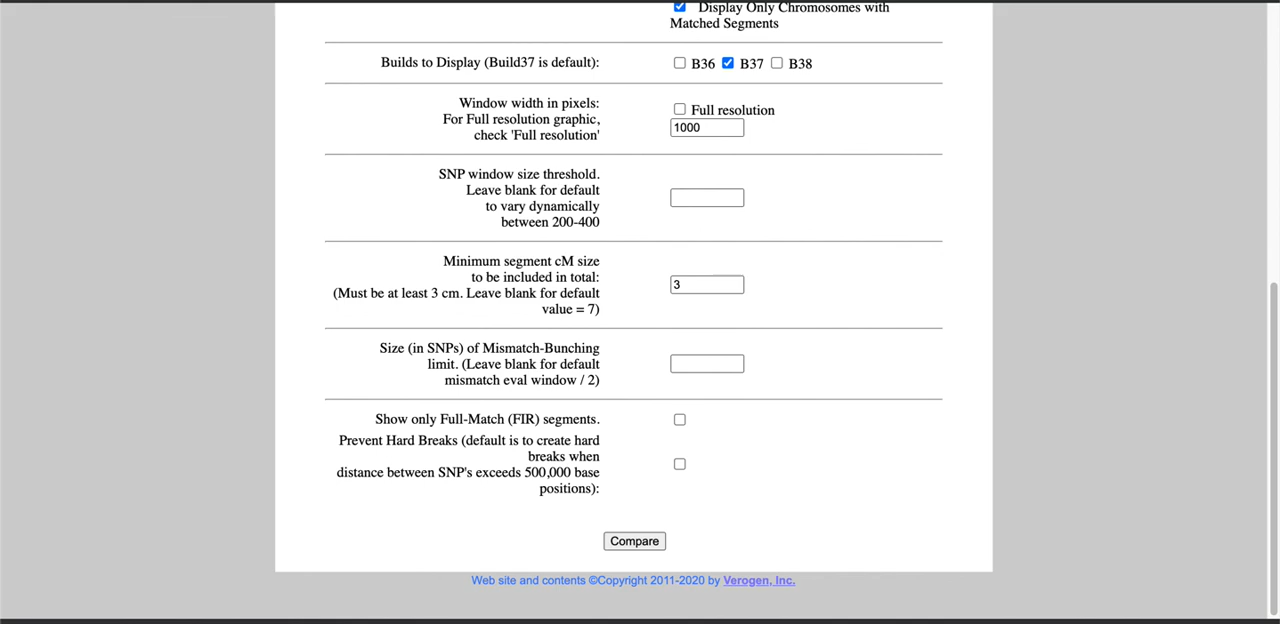 Display Only Chromosomes with
Matched Segments
Builds to Display (Build37 is default):
B36 B37 B38
Window width in pixels:
For Full resolution graphic,
check 'Full resolution'
Full resolution
1000
SNP window size threshold.
Leave blank for default
to vary dynamically
between 200-400
Minimum segment cM size
to be included in total:
(Must be at least 3 cm. Leave blank for default
value = 7)
3
Size (in SNPs) of Mismatch-Bunching
limit. (Leave blank for default
mismatch eval window / 2)
Show only Full-Match (FIR) segments.
Prevent Hard Breaks (default is to create hard
breaks when
distance between SNP's exceeds 500,000 base
positions):
Compare
Web site and contents ©Copyright 2011-2020 by Verogen, Inc.